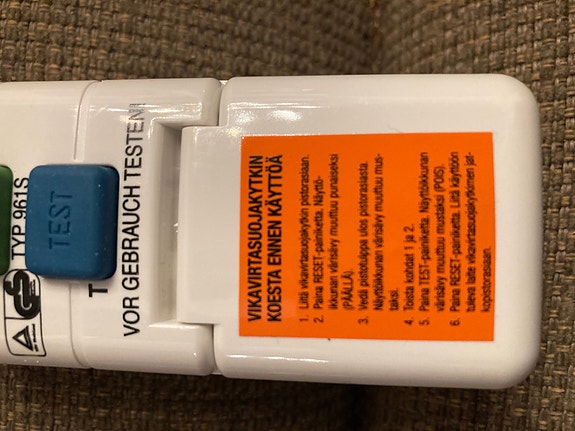 TYP 961S
TEST
T
VOR GEBRAUCH TESTEN!
VIKAVIRTASUOJAKYTKIN
KOESTA ENNEN KÄYTTÖÄ
1. Liitä vikavirtasuojakytkin pistorasiaan.
2. Paina RESET-painiketta. Näyttö-
ikkunan värisävy muuttuu punaiseksi
(PÄÄLLÄ).
3. Vedä pistotulppa ulos pistorasiasta.
Näyttöikkunan värisävy muuttuu mus-
taksi.
4. Toista kohdat 1 ja 2.
5. Paina TEST-painiketta. Näyttöikkunan
värisävy muuttuu mustaksi (POIS).
6. Paina RESET-painiketta. Liitä käyttöön
tuleva laite vikavirtasuojakytkimen jat-
kopistorasiaan.